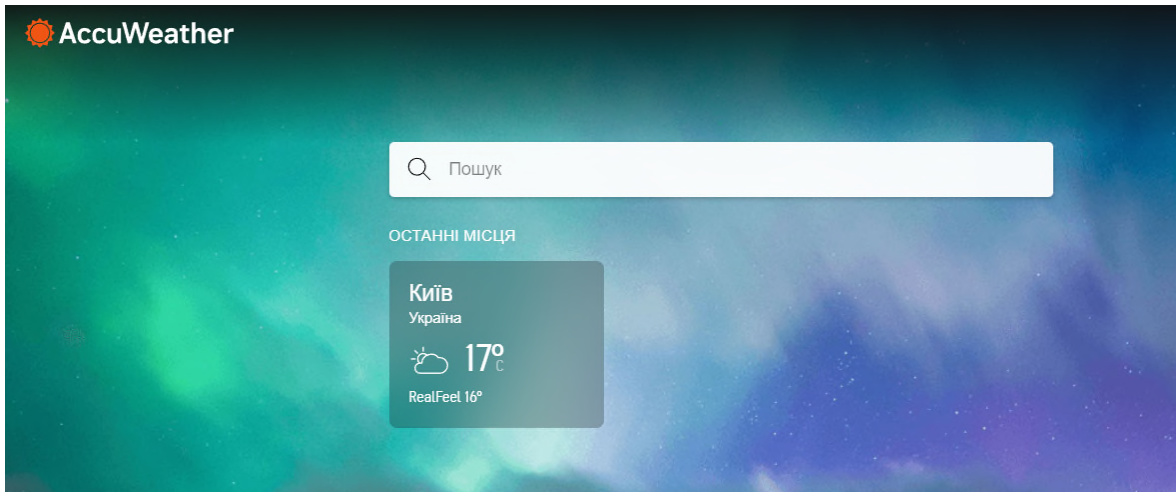 AccuWeather
Пошук
ОСТАННІ МІСЦЯ
Київ
Україна
17° C
RealFeel 16°